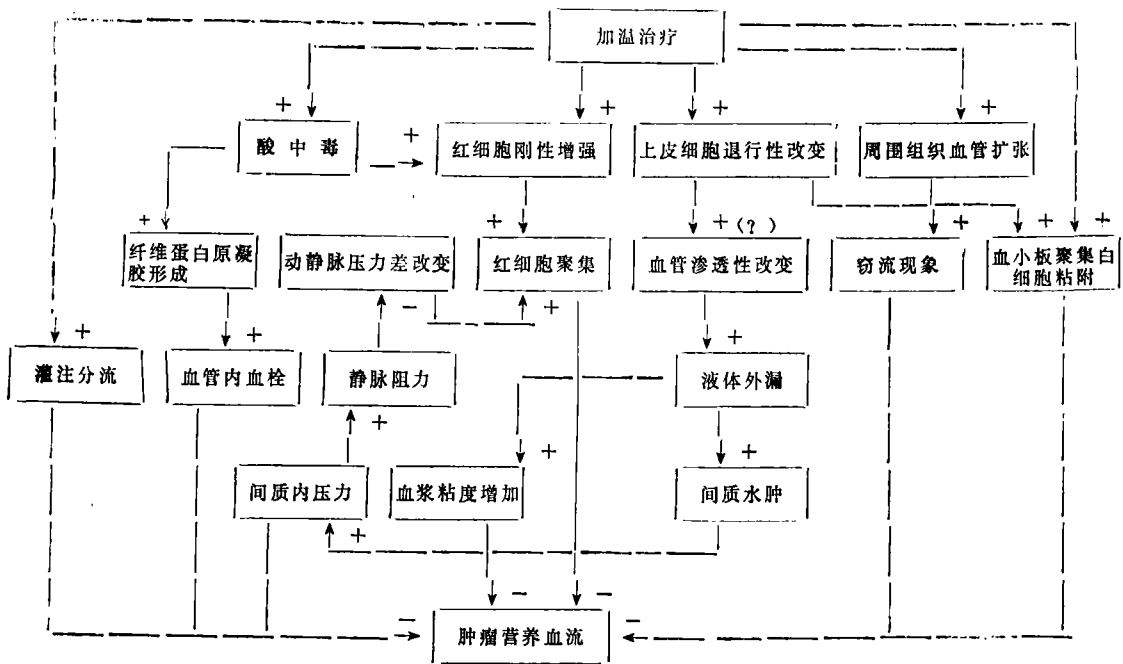 加温治疗
+
+
+
+
酸中毒
+
红细胞刚性增强
上皮细胞退行性改变
周围组织血管扩张
+
+
+(?)
+
+
+
纤维蛋白原凝
胶形成
动静脉压力差改变
红细胞聚集
血管渗透性改变
窃流现象
血小板聚集白
细胞粘附
+
+
−
+
+
灌注分流
血管内血栓
静脉阻力
液体外漏
+
+
+
间质内压力
血浆粘度增加
间质水肿
+
−
−
−
−
肿瘤营养血流